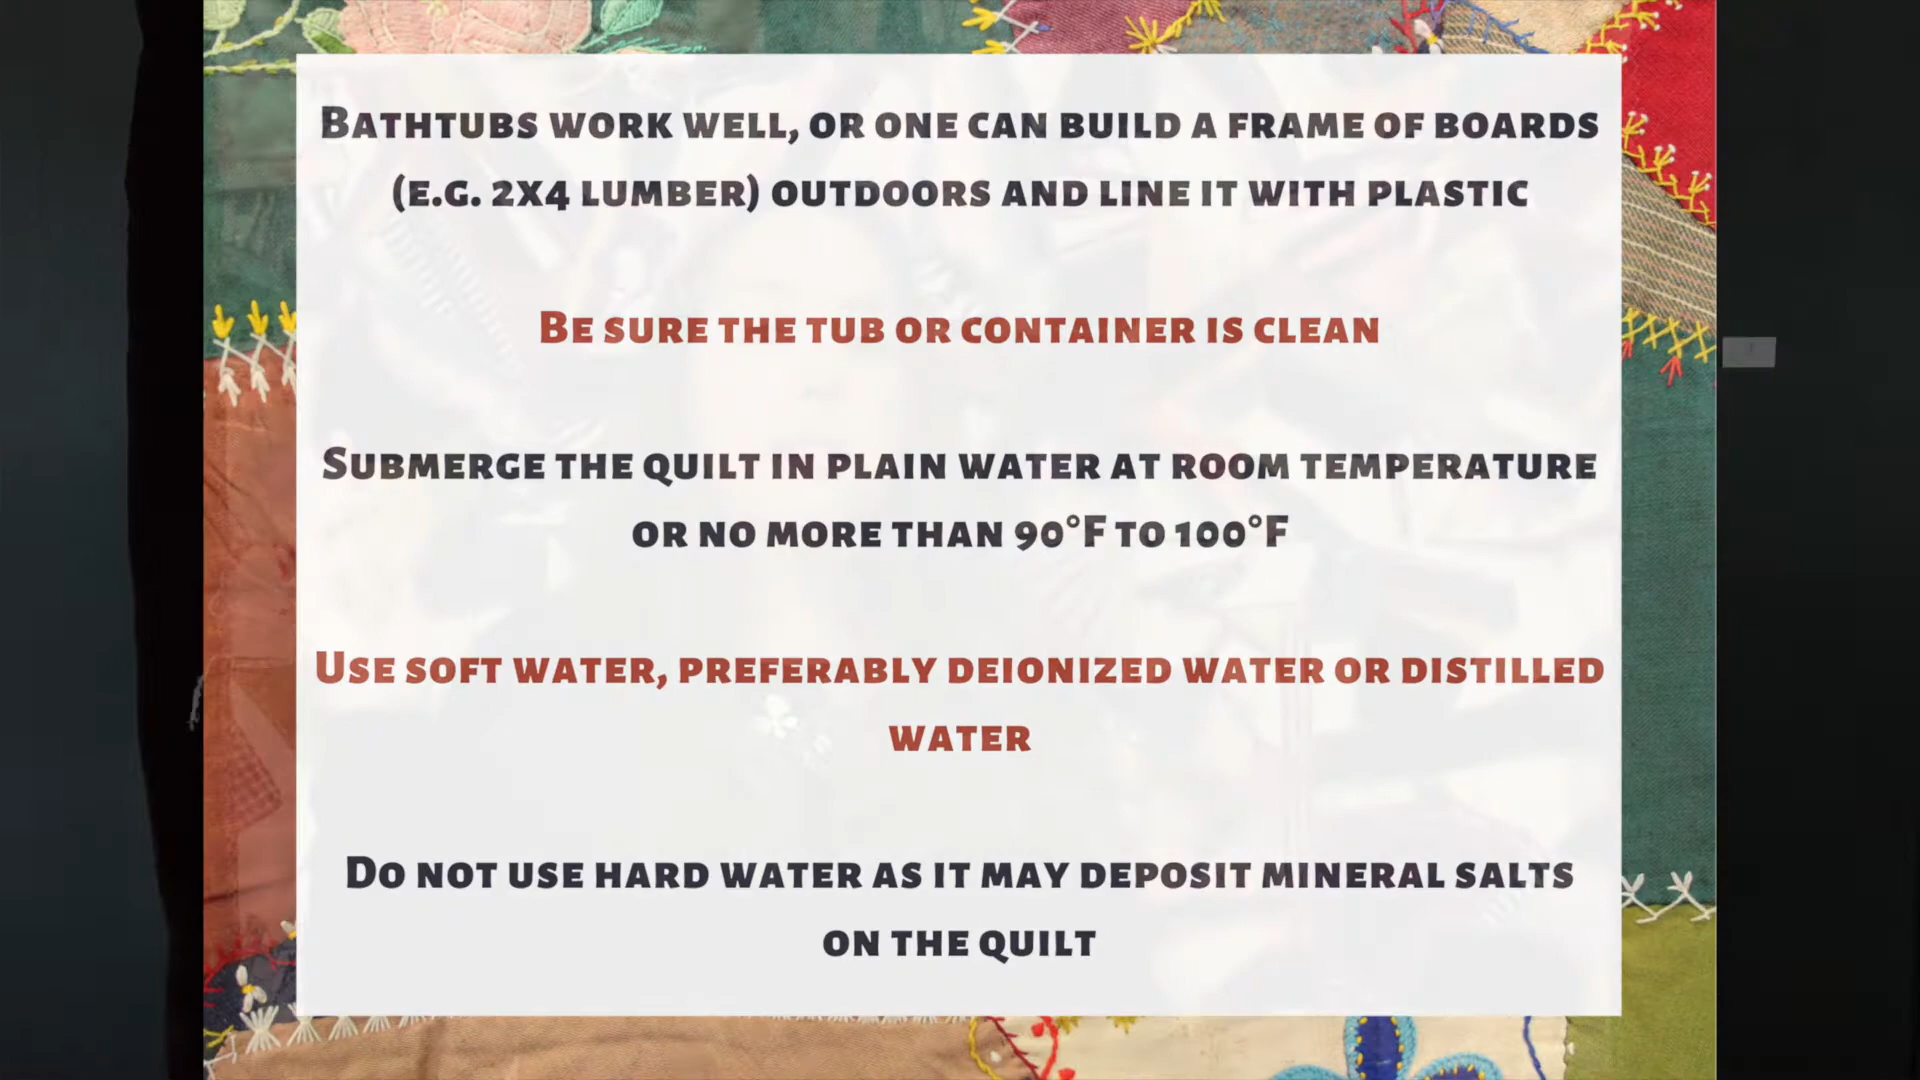 Bathtubs work well, or one can build a frame of boards
(e.g. 2x4 lumber) outdoors and line it with plastic
Be sure the tub or container is clean
Submerge the quilt in plain water at room temperature
or no more than 90°F to 100°F
Use soft water, preferably deionized water or distilled
water
Do not use hard water as it may deposit mineral salts
on the quilt